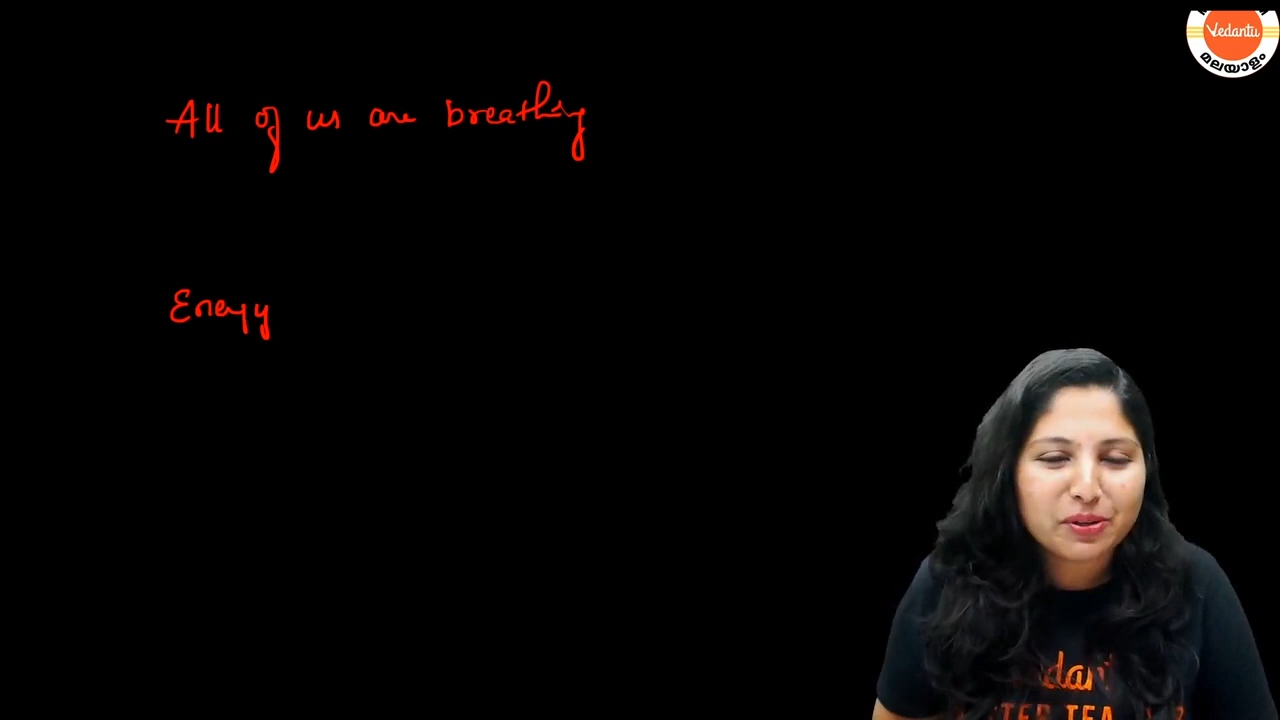 Vedantu
മലയാളം
All of us are breathing
Energy